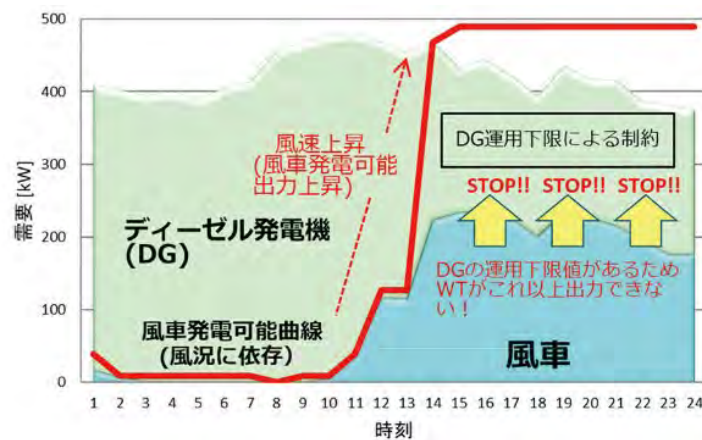 500
400
300
200
100
0
需要 [kW]
風速上昇
(風車発電可能
出力上昇)
DG運用下限による制約
STOP!! STOP!! STOP!!
ディーゼル発電機
(DG)
DGの運用下限値があるため
WTがこれ以上出力できな
い！
風車発電可能曲線
(風況に依存)
風車
1 2 3 4 5 6 7 8 9 10 11 12 13 14 15 16 17 18 19 20 21 22 23 24
時刻